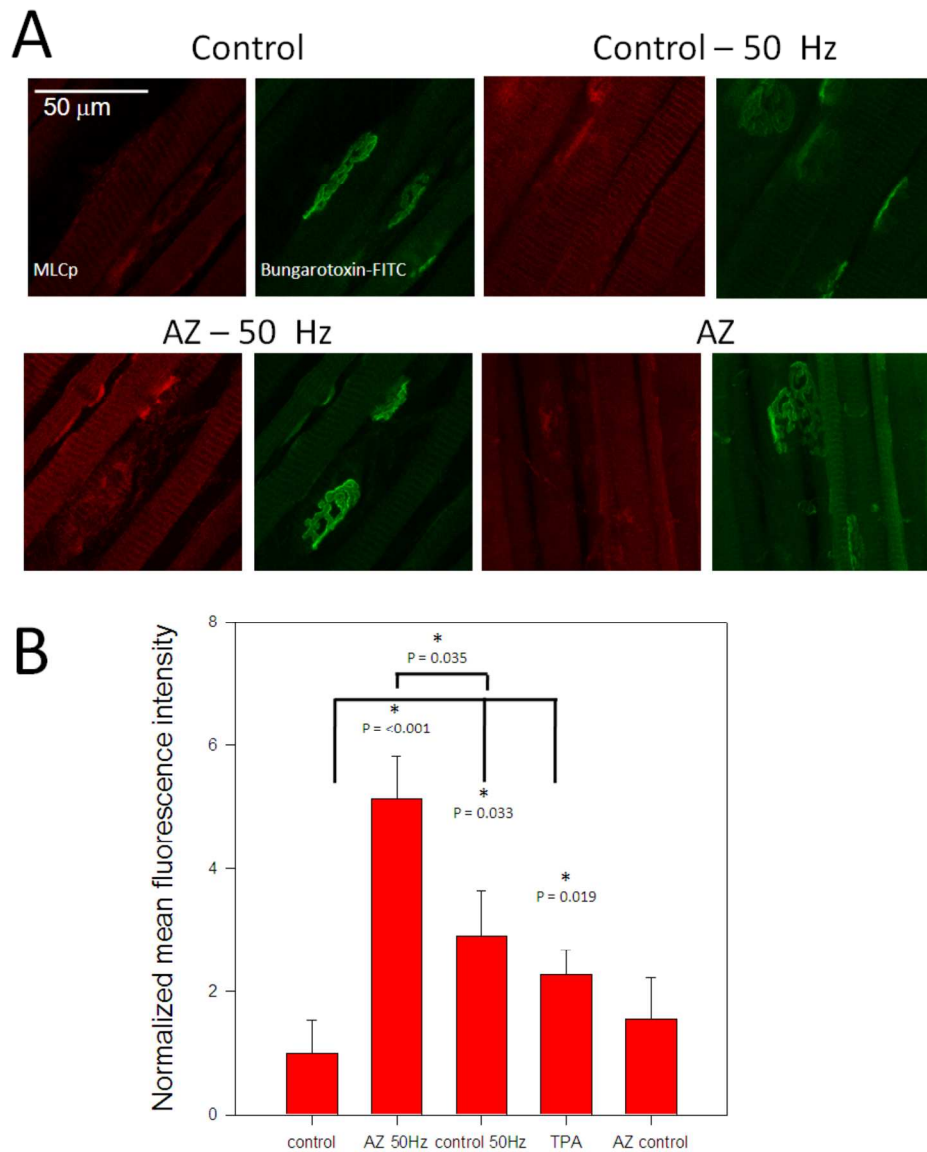 A
Control
Control – 50 Hz
50 µm
MLCp
Bungarotoxin-FITC
AZ – 50 Hz
AZ
B
Normalized mean fluorescence intensity
8
6
4
2
0
*
P = 0.035
*
P = <0.001
*
P = 0.033
*
P = 0.019
control
AZ 50Hz
control 50Hz
TPA
AZ control